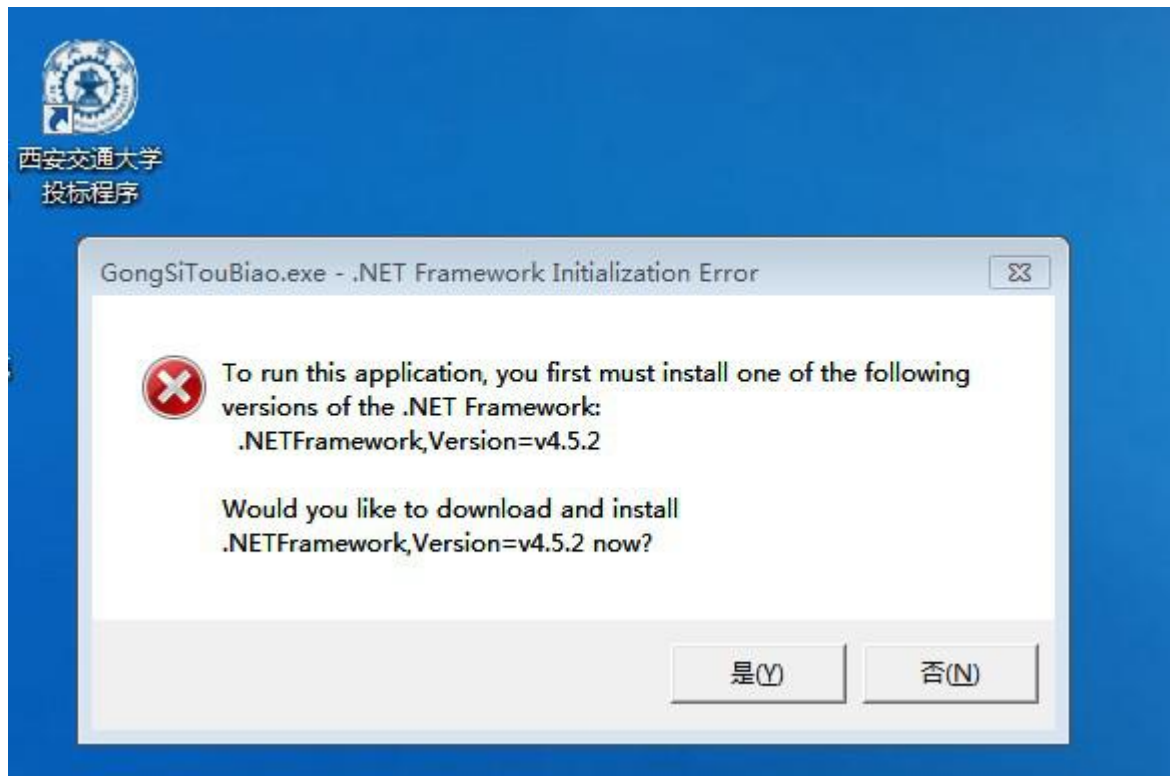 西安交通大学
投标程序
GongSiTouBiao.exe - .NET Framework Initialization Error
To run this application, you first must install one of the following
versions of the .NET Framework:
.NETFramework,Version=v4.5.2
Would you like to download and install
.NETFramework,Version=v4.5.2 now?
是(Y)
否(N)